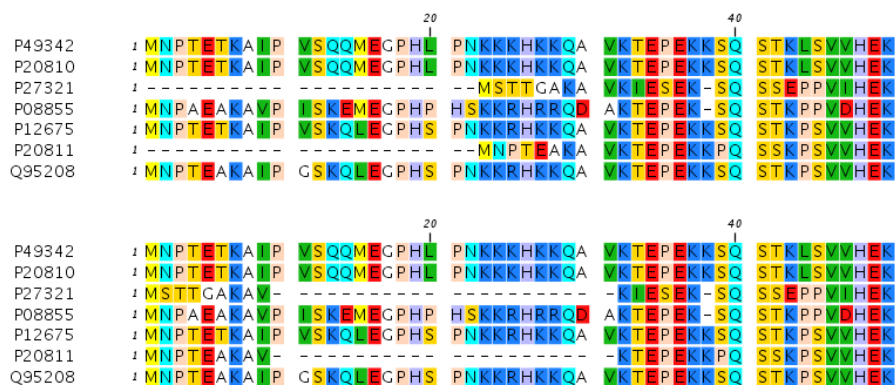 20 40
P49342 1 MNPTETKAIP VSQQMEGPHL PNKKKHKKQA VKTEPEKKSQ STKLSVVHEK
P20810 1 MNPTETKAIP VSQQMEGPHL PNKKKHKKQA VKTEPEKKSQ STKLSVVHEK
P27321 1 ---------- ---------- --MSTTGAKA VKIESEK-SQ SSEPPVIHEK
P08855 1 MNPAEAKAVP ISKEMEGPHP HSKKRHRRQD AKTEPEK-SQ STKPPVDHEK
P12675 1 MNPTETKAIP VSKQLEGPHS PNKKRHKKQA VKTEPEKKSQ STKPSVVHEK
P20811 1 ---------- ---------- --MNPTEAKA VKTEPEKKPQ SSKPSVVHEK
Q95208 1 MNPTEAKAIP GSKQLEGPHS PNKKRHKKQA VKTEPEKKSQ STKPSVVHEK
20 40
P49342 1 MNPTETKAIP VSQQMEGPHL PNKKKHKKQA VKTEPEKKSQ STKLSVVHEK
P20810 1 MNPTETKAIP VSQQMEGPHL PNKKKHKKQA VKTEPEKKSQ STKLSVVHEK
P27321 1 MSTTGAKAV- ---------- ---------- -KIESEK-SQ SSEPPVIHEK
P08855 1 MNPAEAKAVP ISKEMEGPHP HSKKRHRRQD AKTEPEK-SQ STKPPVDHEK
P12675 1 MNPTETKAIP VSKQLEGPHS PNKKRHKKQA VKTEPEKKSQ STKPSVVHEK
P20811 1 MNPTEAKAV- ---------- ---------- -KTEPEKKPQ SSKPSVVHEK
Q95208 1 MNPTEAKAIP GSKQLEGPHS PNKKRHKKQA VKTEPEKKSQ STKPSVVHEK